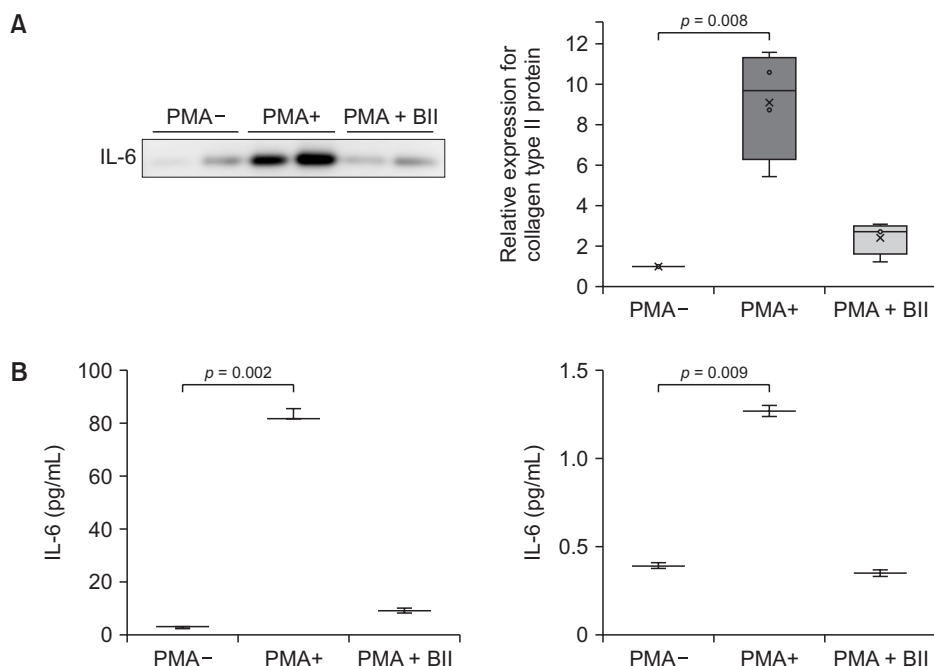 A
PMA− PMA+ PMA + BII
IL-6
Relative expression for
collagen type II protein
p = 0.008
12
10
8
6
4
2
0
PMA− PMA+ PMA + BII
B
IL-6 (pg/mL)
p = 0.002
100
80
60
40
20
0
PMA− PMA+ PMA + BII
IL-6 (pg/mL)
p = 0.009
1.5
1.0
0.5
0
PMA− PMA+ PMA + BII